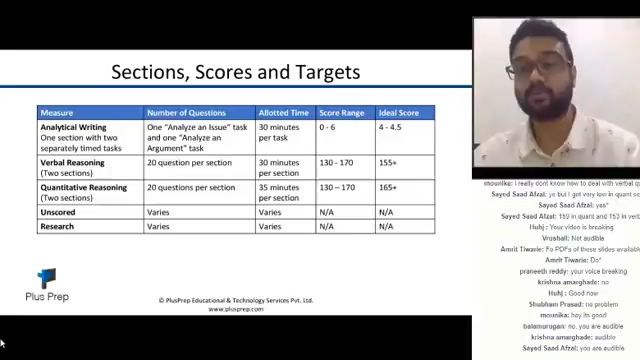 Sections, Scores and Targets
Measure Number of Questions Allotted Time Score Range Ideal Score
Analytical Writing One "Analyze an Issue" task 30 minutes 0 - 6 4 - 4.5
One section with two and one "Analyze an per task
separately timed tasks Argument" task
Verbal Reasoning 20 question per section 30 minutes 130 - 170 155+
(Two sections) per section
Quantitative Reasoning 20 questions per section 35 minutes 130 – 170 165+
(Two sections) per section
Unscored Varies Varies N/A N/A
Research Varies Varies N/A N/A
Plus Prep
© PlusPrep Educational & Technology Services Pvt. Ltd.
www.plusprep.com
mounika: I really dont know how to deal with verbal
Sayed Saad Afzal: ye but i get very low in quant
Sayed Saad Afzal: yes*
Sayed Saad Afzal: 159 in quant and 153 in
Huhj : Your video is breaking
Vrushali: Not audible
Amrit Tiwarie: PDFs of these slides
Amrit Tiwarie: Do*
praneeth reddy: your voice breaking
krishna amarghade: no
Huhj : Good now
Shubham Prasad: no problem
mounika: hey its good
balamurugan: no, you are audible
krishna amarghade: audible
Sayed Saad Afzal: you are audible